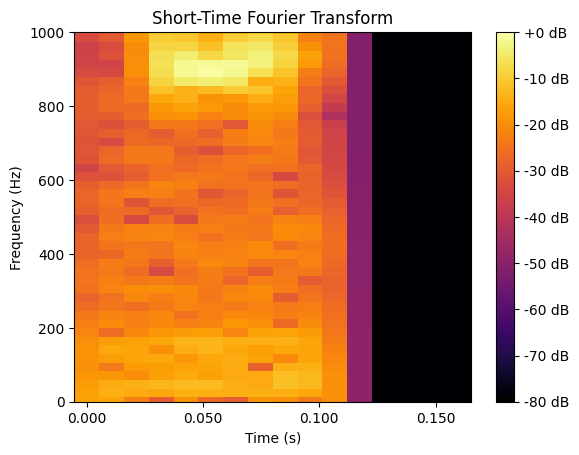 Short-Time Fourier Transform
Frequency (Hz)
1000
800
600
400
200
0
0.000 0.050 0.100 0.150
Time (s)
+0 dB
-10 dB
-20 dB
-30 dB
-40 dB
-50 dB
-60 dB
-70 dB
-80 dB